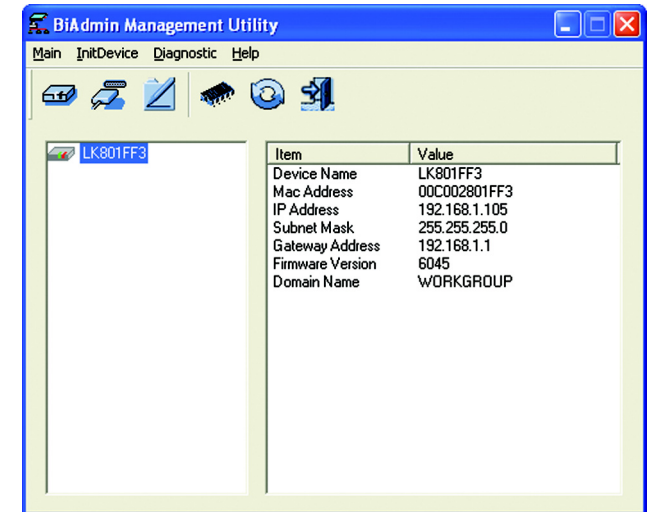 BiAdmin Management Utility
Main InitDevice Diagnostic Help
LK801FF3
Item Value
Device Name LK801FF3
Mac Address 00C002801FF3
IP Address 192.168.1.105
Subnet Mask 255.255.255.0
Gateway Address 192.168.1.1
Firmware Version 6045
Domain Name WORKGROUP